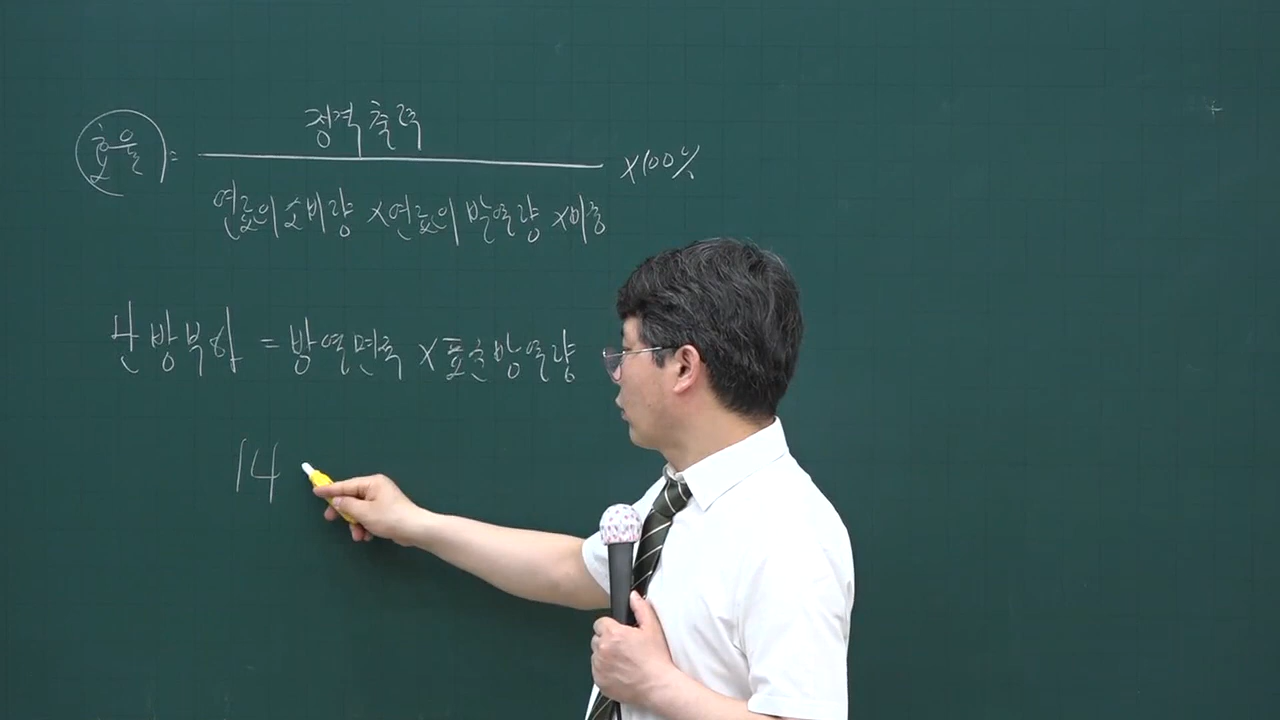 정격출력
효율 = ×100%
연료의소비량 ×연료의 발열량 ×비중
난방부하 = 방열면적 ×표준방열량
14